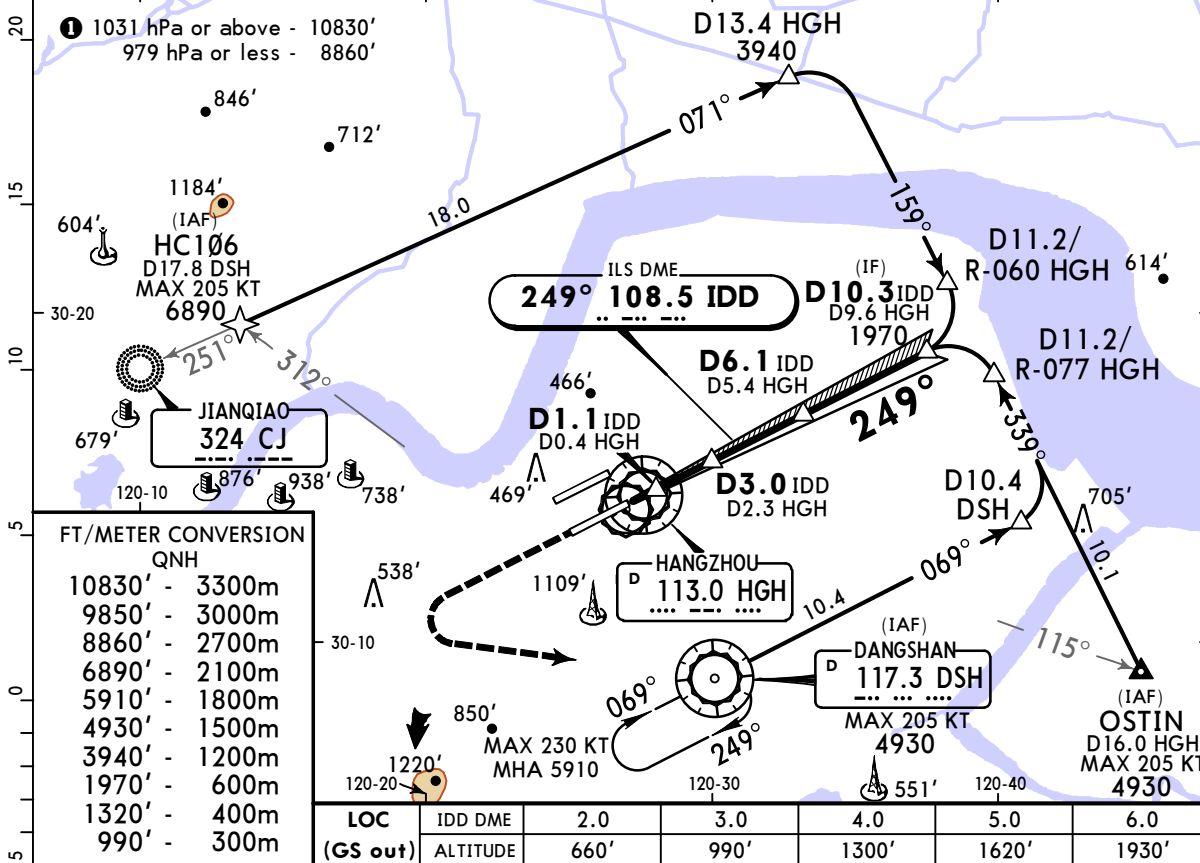 ❶ 1031 hPa or above - 10830'
979 hPa or less - 8860'
D13.4 HGH
3940
20
846'
712'
071°
1184'
15
18.0
159°
604'
(IAF)
HC106
D17.8 DSH
MAX 205 KT
6890
D11.2/
R-060 HGH
614'
ILS DME
249° 108.5 IDD
(IF)
D10.3 IDD
D9.6 HGH
1970
30-20
251°
312°
D11.2/
R-077 HGH
10
D6.1 IDD
D5.4 HGH
466'
249°
JIANQIAO
324 CJ
D1.1 IDD
D0.4 HGH
339°
679'
876'
938'
738'
469'
D3.0 IDD
D2.3 HGH
D10.4
DSH
705'
120-10
5
FT/METER CONVERSION
QNH
10830' - 3300m
9850' - 3000m
8860' - 2700m
6890' - 2100m
5910' - 1800m
4930' - 1500m
3940' - 1200m
1970' - 600m
1320' - 400m
990' - 300m
HANGZHOU
D 113.0 HGH
069°
10.1
538'
1109'
10.4
30-10
(IAF)
DANGSHAN
D 117.3 DSH
MAX 205 KT
4930
115°
0
069°
249°
(IAF)
OSTIN
D16.0 HGH
MAX 205 KT
4930
850'
MAX 230 KT
MHA 5910
1220'
120-20
120-30
551'
120-40
5
LOC IDD DME 2.0 3.0 4.0 5.0 6.0
(GS out) ALTITUDE 660' 990' 1300' 1620' 1930'